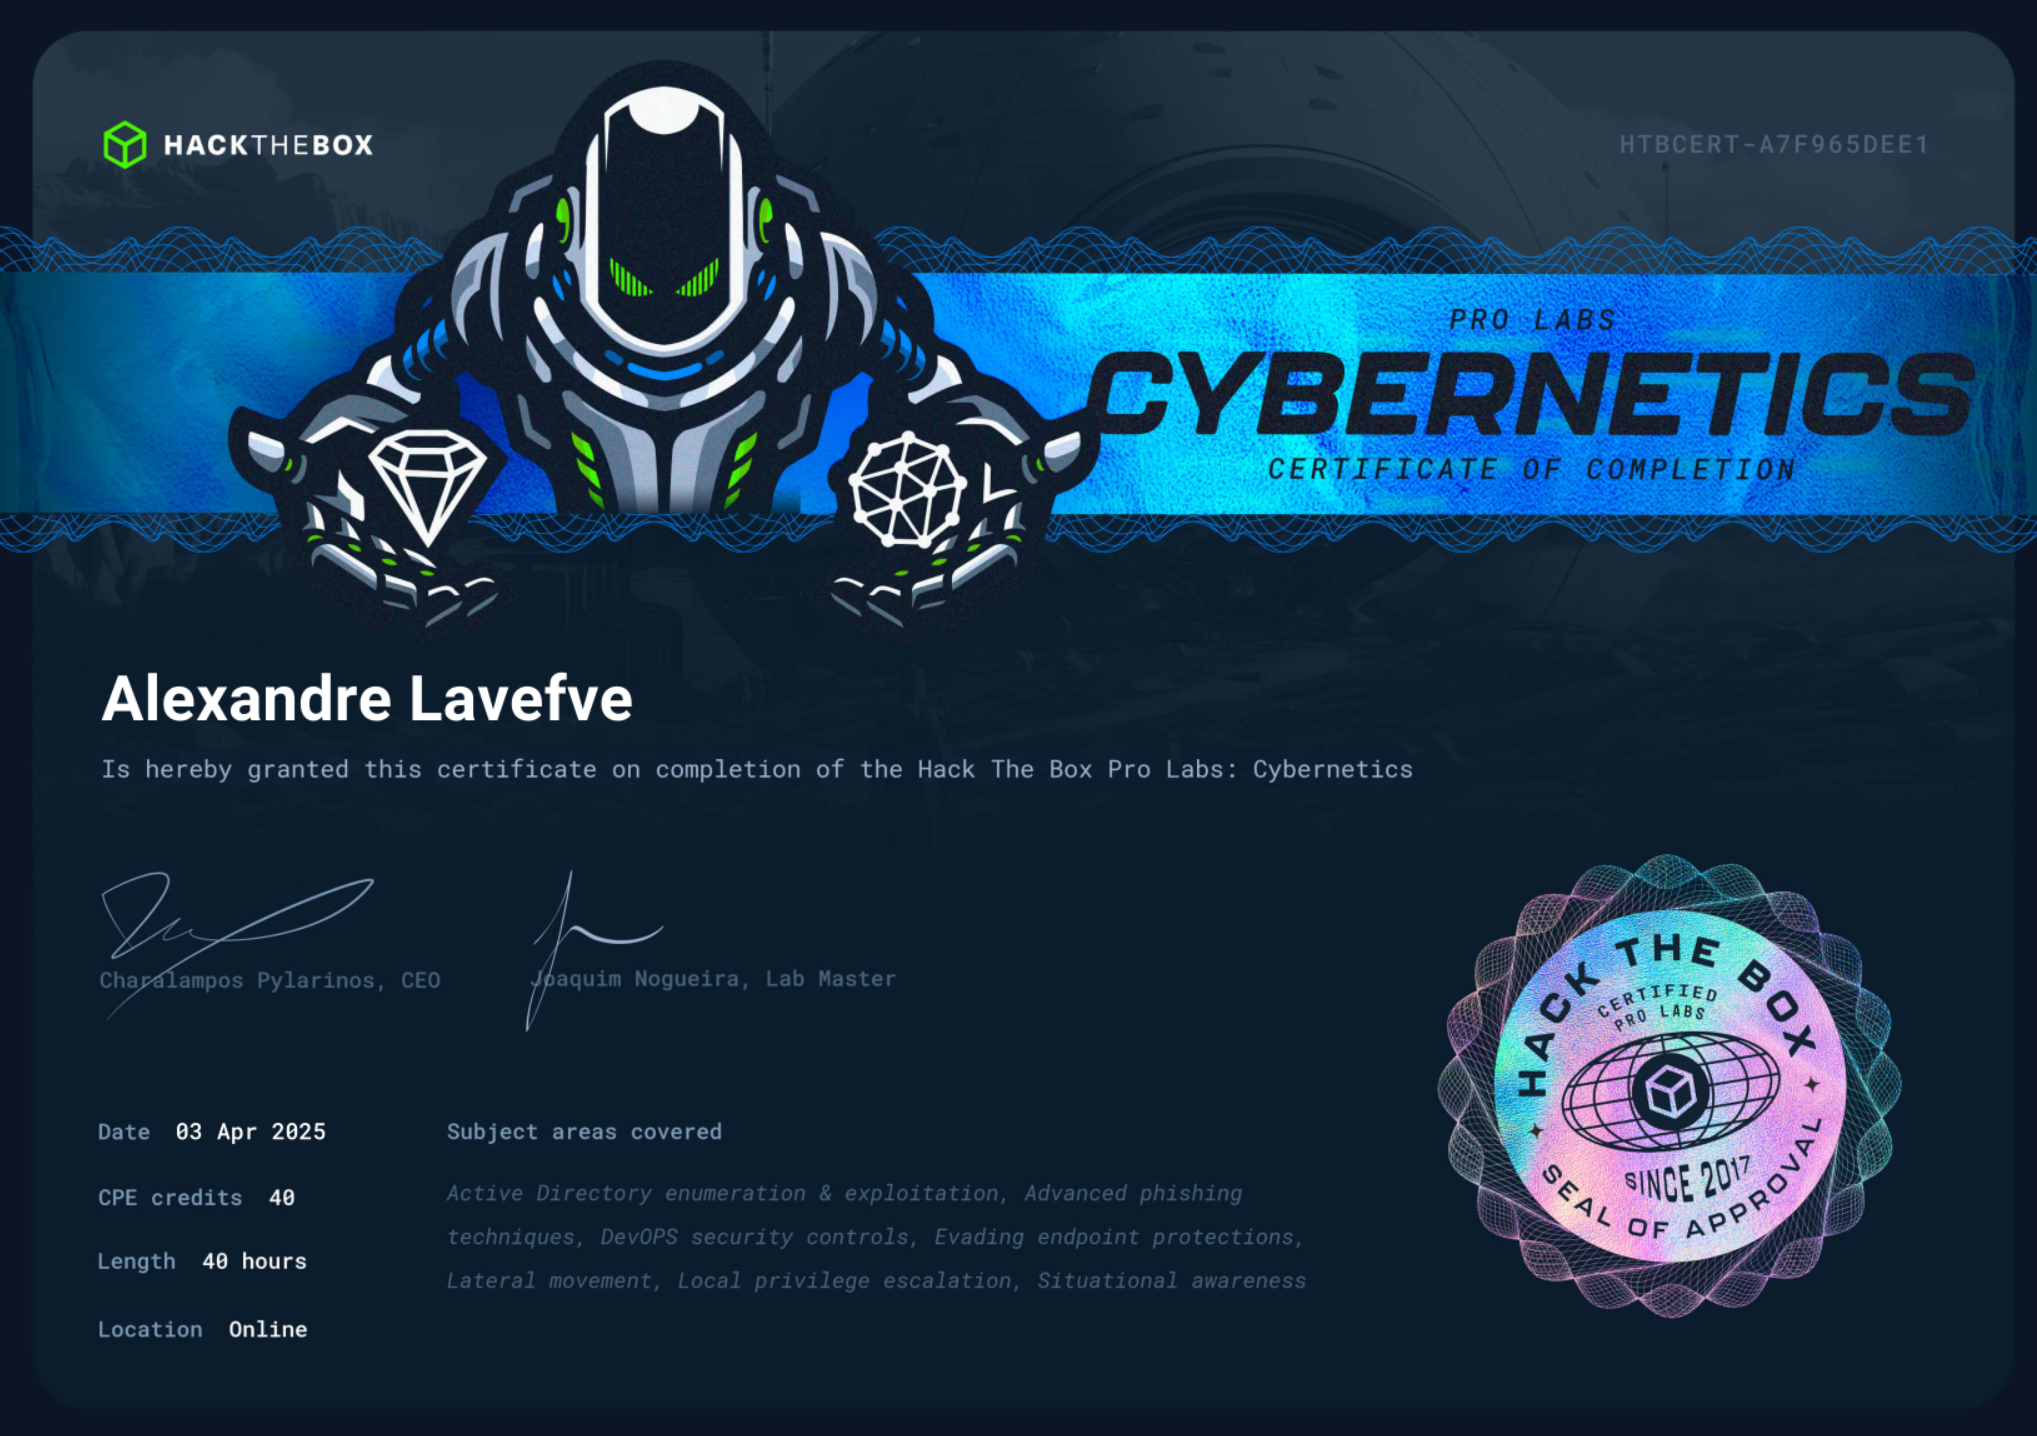 HACKTHEBOX
HTBCERT-A7F965DEE1
PRO LABS
CYBERNETICS
CERTIFICATE OF COMPLETION
Alexandre Lavefve
Is hereby granted this certificate on completion of the Hack The Box Pro Labs: Cybernetics
Charalampos Pylarinos, CEO
Joaquim Nogueira, Lab Master
Date 03 Apr 2025
CPE credits 40
Length 40 hours
Location Online
Subject areas covered
Active Directory enumeration & exploitation, Advanced phishing
techniques, DevOPS security controls, Evading endpoint protections,
Lateral movement, Local privilege escalation, Situational awareness
HACK THE BOX
CERTIFIED
PRO LABS
SINCE 2017
SEAL OF APPROVAL